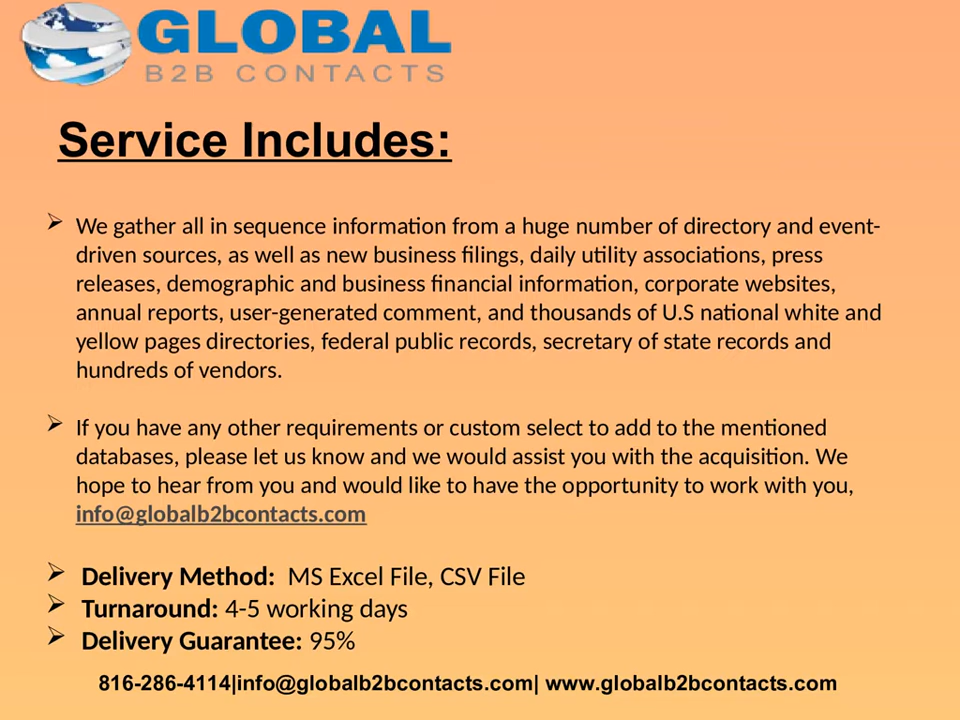 GLOBAL
B2B CONTACTS
Service Includes:
➢ We gather all in sequence information from a huge number of directory and event-
driven sources, as well as new business filings, daily utility associations, press
releases, demographic and business financial information, corporate websites,
annual reports, user-generated comment, and thousands of U.S national white and
yellow pages directories, federal public records, secretary of state records and
hundreds of vendors.
➢ If you have any other requirements or custom select to add to the mentioned
databases, please let us know and we would assist you with the acquisition. We
hope to hear from you and would like to have the opportunity to work with you,
info@globalb2bcontacts.com
➢ Delivery Method: MS Excel File, CSV File
➢ Turnaround: 4-5 working days
➢ Delivery Guarantee: 95%
816-286-4114|info@globalb2bcontacts.com| www.globalb2bcontacts.com